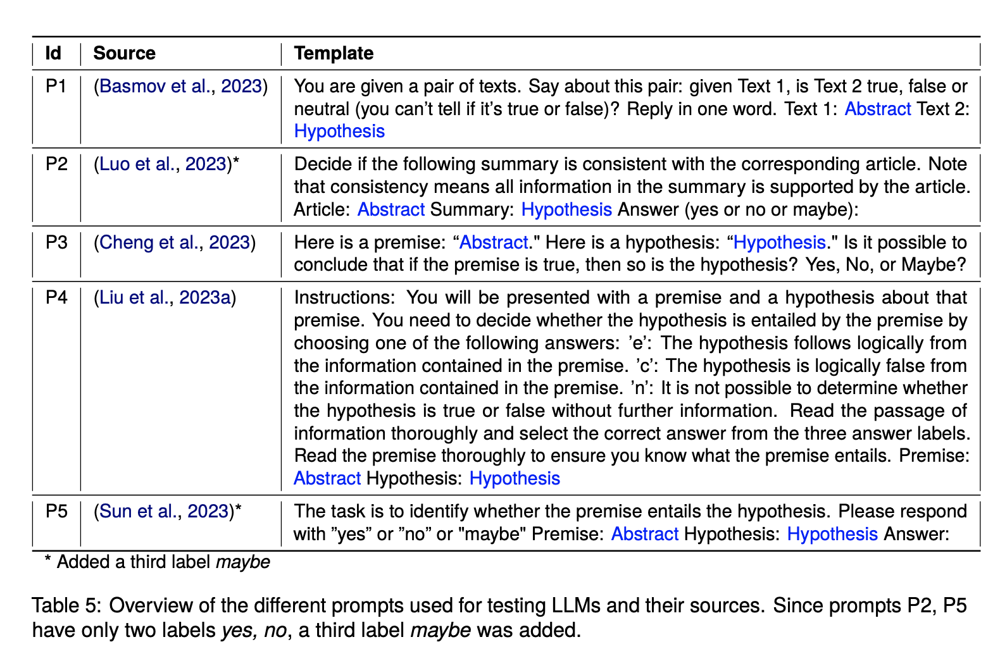 Id Source Template
P1 (Basmov et al., 2023) You are given a pair of texts. Say about this pair: given Text 1, is Text 2 true, false or
neutral (you can’t tell if it’s true or false)? Reply in one word. Text 1: Abstract Text 2:
Hypothesis
P2 (Luo et al., 2023)* Decide if the following summary is consistent with the corresponding article. Note
that consistency means all information in the summary is supported by the article.
Article: Abstract Summary: Hypothesis Answer (yes or no or maybe):
P3 (Cheng et al., 2023) Here is a premise: “Abstract." Here is a hypothesis: “Hypothesis." Is it possible to
conclude that if the premise is true, then so is the hypothesis? Yes, No, or Maybe?
P4 (Liu et al., 2023a) Instructions: You will be presented with a premise and a hypothesis about that
premise. You need to decide whether the hypothesis is entailed by the premise by
choosing one of the following answers: ’e’: The hypothesis follows logically from
the information contained in the premise. ’c’: The hypothesis is logically false from
the information contained in the premise. ’n’: It is not possible to determine whether
the hypothesis is true or false without further information. Read the passage of
information thoroughly and select the correct answer from the three answer labels.
Read the premise thoroughly to ensure you know what the premise entails. Premise:
Abstract Hypothesis: Hypothesis
P5 (Sun et al., 2023)* The task is to identify whether the premise entails the hypothesis. Please respond
with ”yes” or ”no” or "maybe" Premise: Abstract Hypothesis: Hypothesis Answer:
* Added a third label maybe
Table 5: Overview of the different prompts used for testing LLMs and their sources. Since prompts P2, P5
have only two labels yes, no, a third label maybe was added.